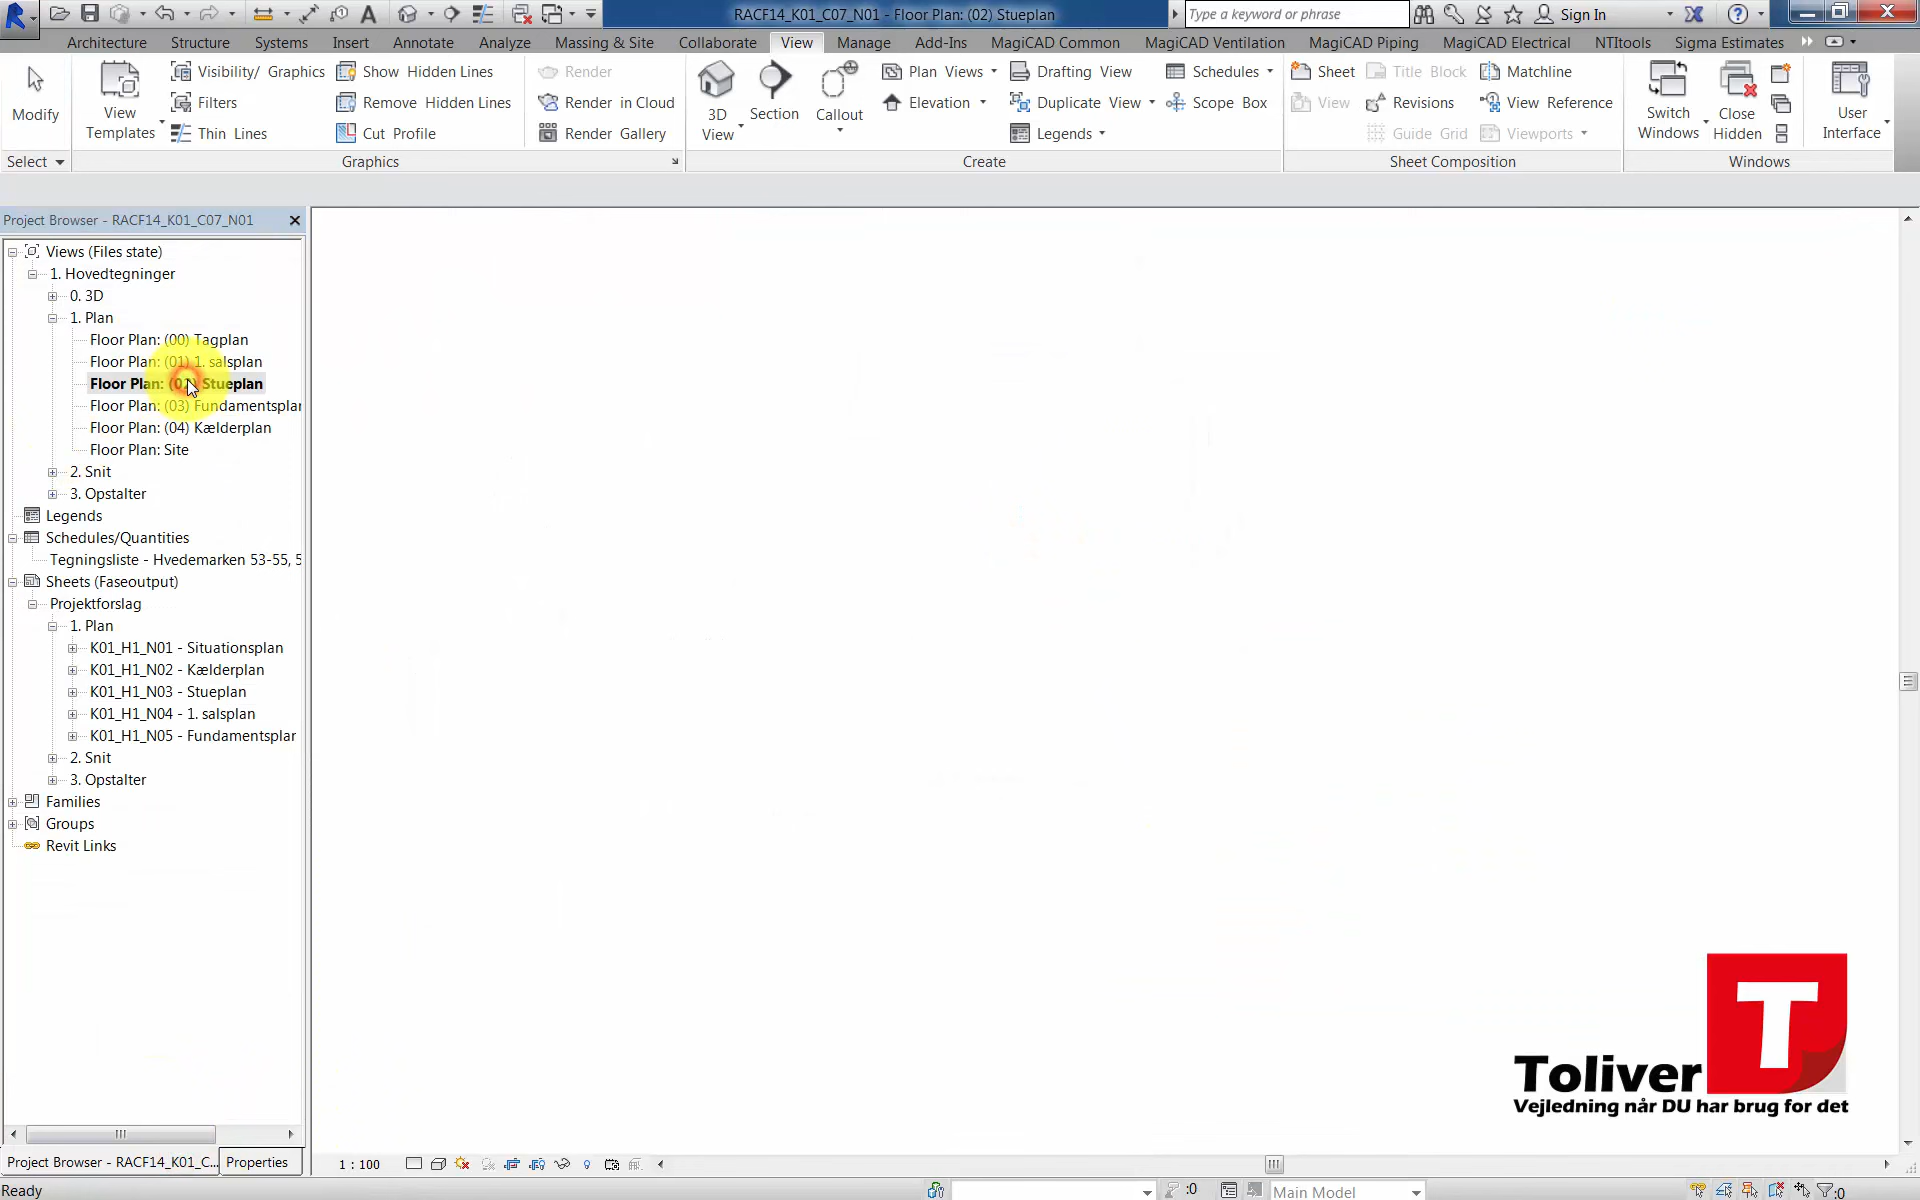 RACF14_K01_C07_N01 - Floor Plan: (02) Stueplan
Type a keyword or phrase
Sign In
Architecture Structure Systems Insert Annotate Analyze Massing & Site Collaborate View Manage Add-Ins MagiCAD Common MagiCAD Ventilation MagiCAD Piping MagiCAD Electrical NTItools Sigma Estimates
Modify
View Templates
Visibility/ Graphics
Filters
Thin Lines
Show Hidden Lines
Remove Hidden Lines
Cut Profile
Render
Render in Cloud
Render Gallery
3D View
Section
Callout
Plan Views
Elevation
Drafting View
Duplicate View
Legends
Schedules
Scope Box
Sheet
View
Title Block
Revisions
Guide Grid
Matchline
View Reference
Viewports
Switch Windows
Close Hidden
User Interface
Select Graphics Create Sheet Composition Windows
Project Browser - RACF14_K01_C07_N01
Views (Files state)
1. Hovedtegninger
0. 3D
1. Plan
Floor Plan: (00) Tagplan
Floor Plan: (01) 1. salsplan
Floor Plan: (02) Stueplan
Floor Plan: (03) Fundamentsplan
Floor Plan: (04) Kælderplan
Floor Plan: Site
2. Snit
3. Opstalter
Legends
Schedules/Quantities
Tegningsliste - Hvedemarken 53-55, 5
Sheets (Faseoutput)
Projektforslag
1. Plan
K01_H1_N01 - Situationsplan
K01_H1_N02 - Kælderplan
K01_H1_N03 - Stueplan
K01_H1_N04 - 1. salsplan
K01_H1_N05 - Fundamentsplar
2. Snit
3. Opstalter
Families
Groups
Revit Links
T
Toliver
Vejledning når DU har brug for det
Project Browser - RACF14_K01_C... Properties
1 : 100
Ready
:0
Main Model
:0